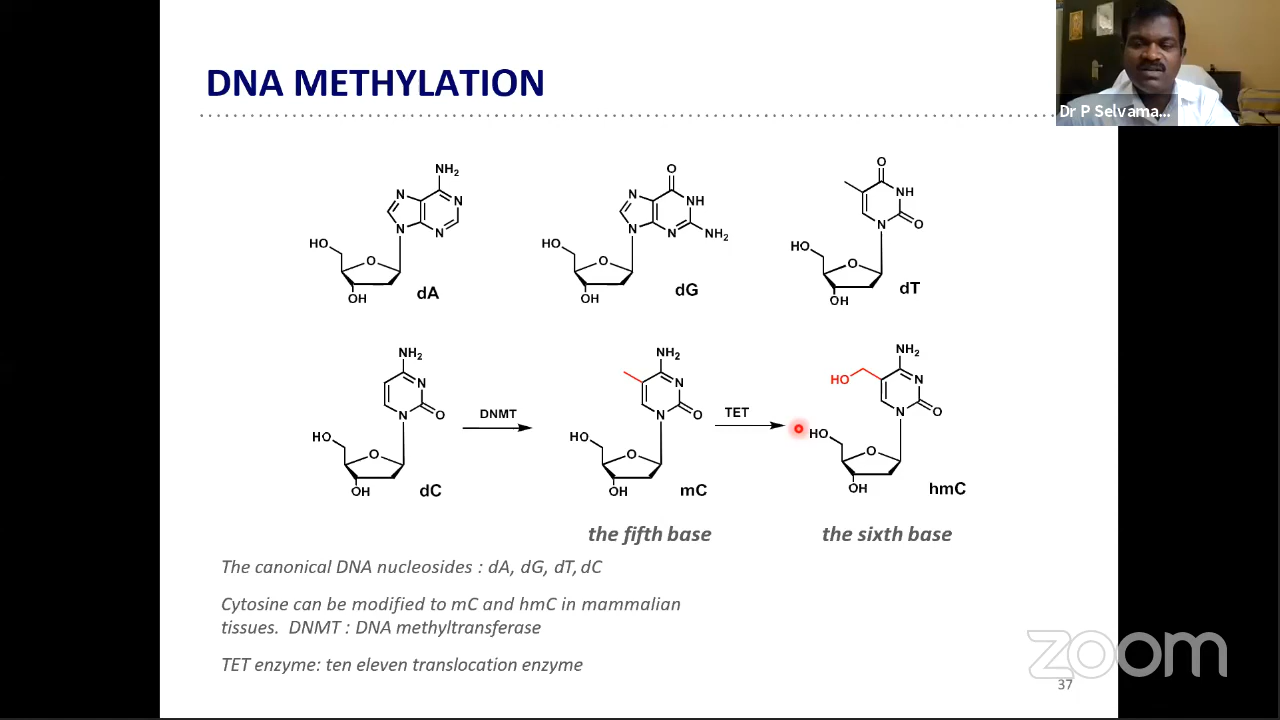 DNA METHYLATION
Dr P Selvama...
NH₂
N
N
N
N
HO
O
OH
dA
O
N
NH
N
N
NH₂
HO
O
OH
dG
O
NH
N
O
HO
O
OH
dT
NH₂
N
N
O
HO
O
OH
dC
DNMT
NH₂
N
N
O
HO
O
OH
mC
TET
NH₂
HO
N
N
O
HO
O
OH
hmC
the fifth base
the sixth base
The canonical DNA nucleosides : dA, dG, dT, dC
Cytosine can be modified to mC and hmC in mammalian
tissues. DNMT : DNA methyltransferase
TET enzyme: ten eleven translocation enzyme
zoom
37